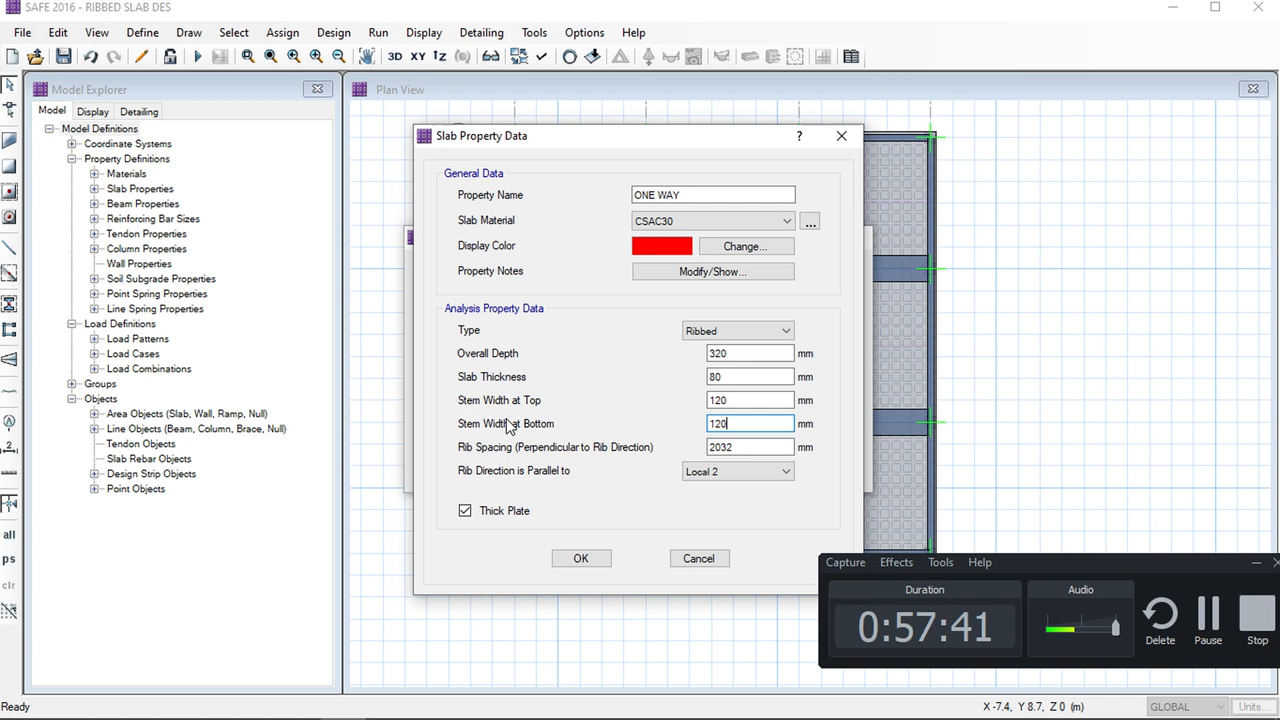 SAFE 2016 - RIBBED SLAB DES
File Edit View Define Draw Select Assign Design Run Display Detailing Tools Options Help
3D XY
Model Explorer
Model Display Detailing
Model Definitions
Coordinate Systems
Property Definitions
Materials
Slab Properties
Beam Properties
Reinforcing Bar Sizes
Tendon Properties
Column Properties
Wall Properties
Soil Subgrade Properties
Point Spring Properties
Line Spring Properties
Load Definitions
Load Patterns
Load Cases
Load Combinations
Groups
Objects
Area Objects (Slab, Wall, Ramp, Null)
Line Objects (Beam, Column, Brace, Null)
Tendon Objects
Slab Rebar Objects
Design Strip Objects
Point Objects
all
ps
clr
Plan View
Slab Property Data
?
General Data
Property Name ONE WAY
Slab Material CSAC30 ...
Display Color Change...
Property Notes Modify/Show...
Analysis Property Data
Type Ribbed
Overall Depth 320 mm
Slab Thickness 80 mm
Stem Width at Top 120 mm
Stem Width at Bottom 120 mm
Rib Spacing (Perpendicular to Rib Direction) 2032 mm
Rib Direction is Parallel to Local 2
Thick Plate
OK Cancel
Capture Effects Tools Help
Duration Audio
0:57:41
Delete Pause Stop
Ready X -7.4, Y 8.7, Z 0 (m) GLOBAL Units...